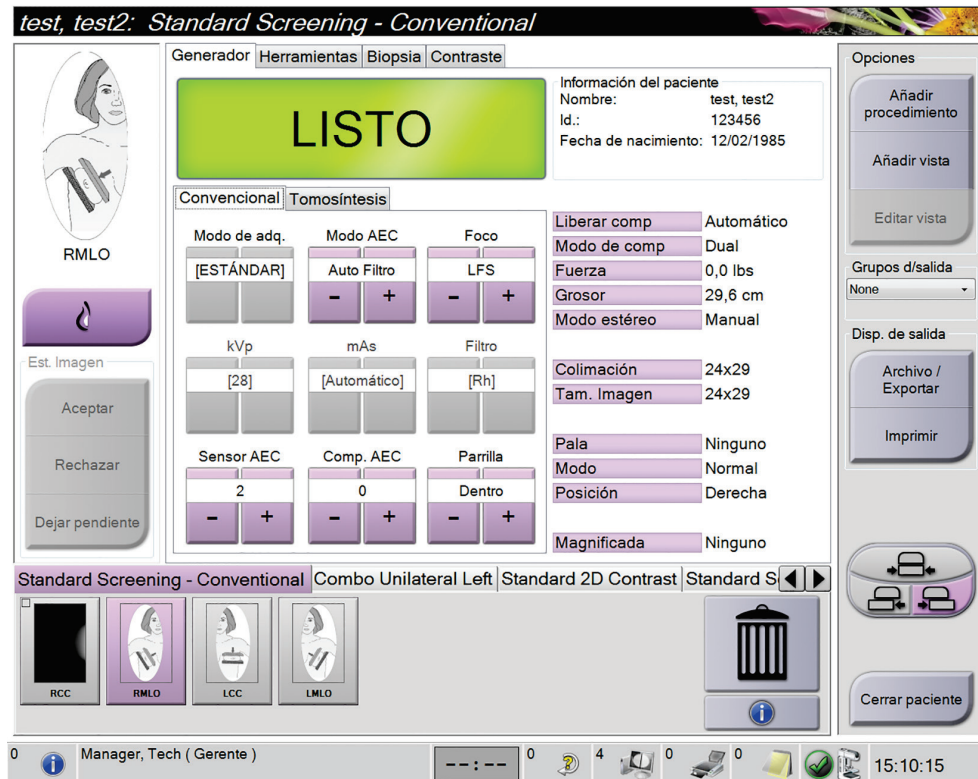 test, test2: Standard Screening - Conventional
RMLO
Est. Imagen
Aceptar
Rechazar
Dejar pendiente
Generador Herramientas Biopsia Contraste
LISTO
Información del paciente
Nombre: test, test2
Id.: 123456
Fecha de nacimiento: 12/02/1985
Convencional Tomosíntesis
Modo de adq. Modo AEC Foco
[ESTÁNDAR] Auto Filtro LFS
- + - +
kVp mAs Filtro
[28] [Automático] [Rh]
Sensor AEC Comp. AEC Parrilla
2 0 Dentro
- + - + - +
Liberar comp Automático
Modo de comp Dual
Fuerza 0,0 lbs
Grosor 29,6 cm
Modo estéreo Manual
Colimación 24x29
Tam. Imagen 24x29
Pala Ninguno
Modo Normal
Posición Derecha
Magnificada Ninguno
Opciones
Añadir
procedimiento
Añadir vista
Editar vista
Grupos d/salida
None
Disp. de salida
Archivo /
Exportar
Imprimir
Cerrar paciente
Standard Screening - Conventional Combo Unilateral Left Standard 2D Contrast Standard S
RCC RMLO LCC LMLO
0 Manager, Tech ( Gerente ) --:-- 0 4 0 0 15:10:15